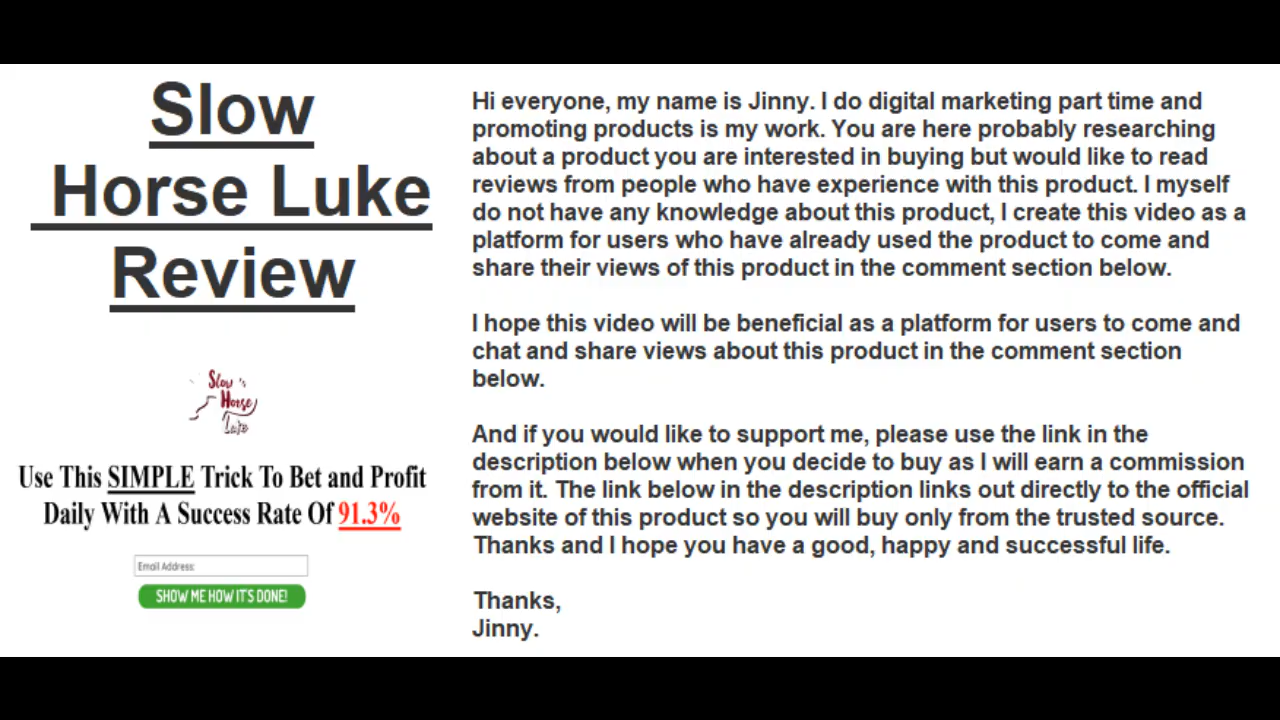 Slow
Horse Luke
Review
Slow
Horse
Luke
Use This SIMPLE Trick To Bet and Profit
Daily With A Success Rate Of 91.3%
Email Address:
SHOW ME HOW IT'S DONE!
Hi everyone, my name is Jinny. I do digital marketing part time and
promoting products is my work. You are here probably researching
about a product you are interested in buying but would like to read
reviews from people who have experience with this product. I myself
do not have any knowledge about this product, I create this video as a
platform for users who have already used the product to come and
share their views of this product in the comment section below.
I hope this video will be beneficial as a platform for users to come and
chat and share views about this product in the comment section
below.
And if you would like to support me, please use the link in the
description below when you decide to buy as I will earn a commission
from it. The link below in the description links out directly to the official
website of this product so you will buy only from the trusted source.
Thanks and I hope you have a good, happy and successful life.
Thanks,
Jinny.